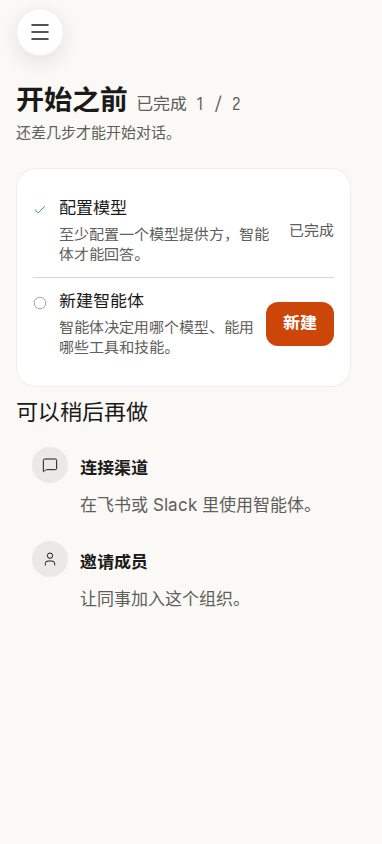 开始之前 已完成 1 / 2
还差几步才能开始对话。
配置模型
至少配置一个模型提供方，智能
体才能回答。
已完成
新建智能体
智能体决定用哪个模型、能用
哪些工具和技能。
新建
可以稍后再做
连接渠道
在飞书或 Slack 里使用智能体。
邀请成员
让同事加入这个组织。